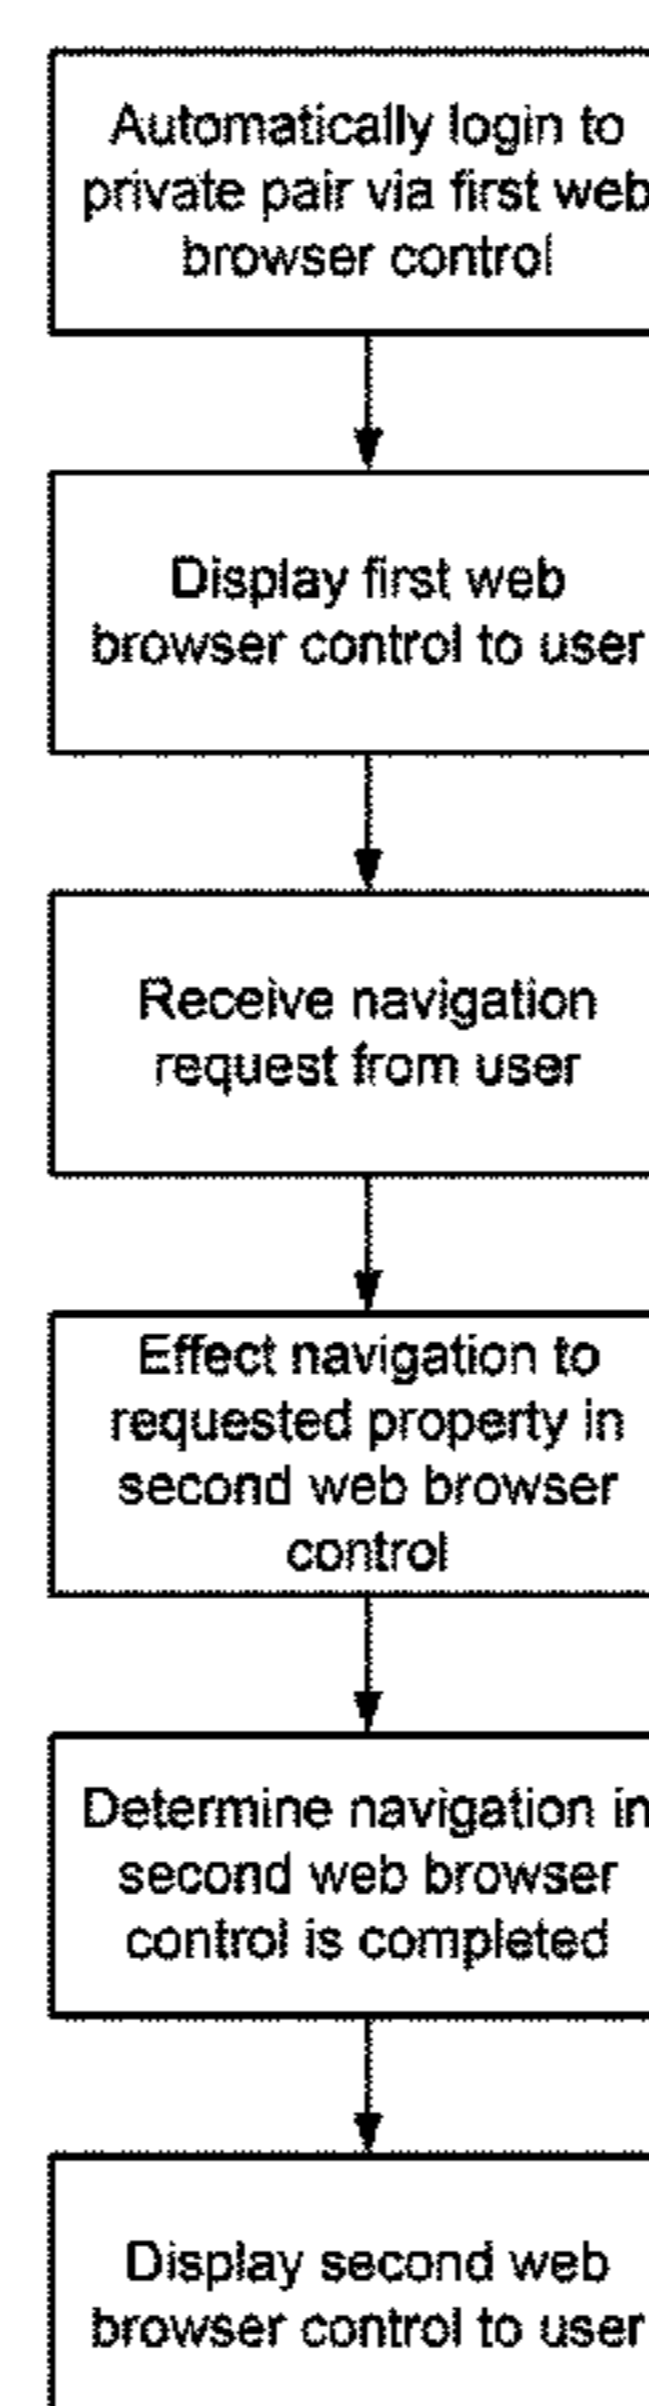 Automatically login to
private pair via first web
browser control
Display first web
browser control to user
Receive navigation
request from user
Effect navigation to
requested property in
second web browser
control
Determine navigation in
second web browser
control is completed
Display second web
browser control to user